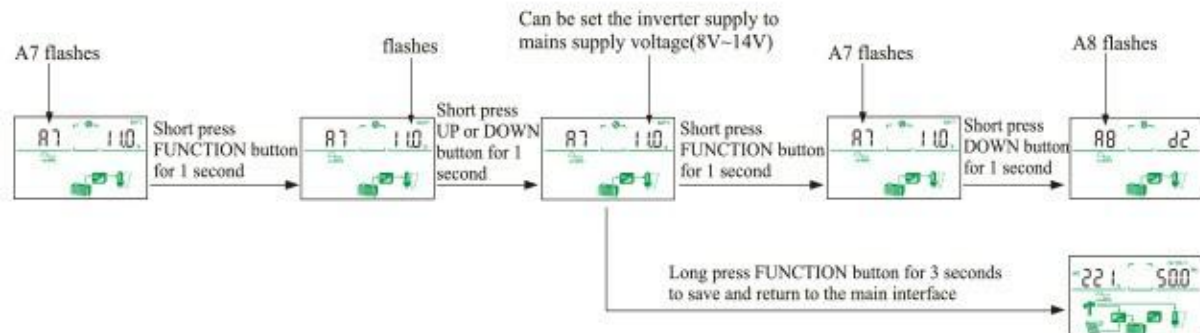 Can be set the inverter supply to
mains supply voltage(8V~14V)
A7 flashes
flashes
A7 flashes
A8 flashes
A7 11.0
Short press
FUNCTION button
for 1 second
A7 11.0
Short press
UP or DOWN
button for 1
second
A7 11.0
Short press
FUNCTION button
for 1 second
A7 11.0
Short press
DOWN button
for 1 second
A8 d2
Long press FUNCTION button for 3 seconds
to save and return to the main interface
221 50.0